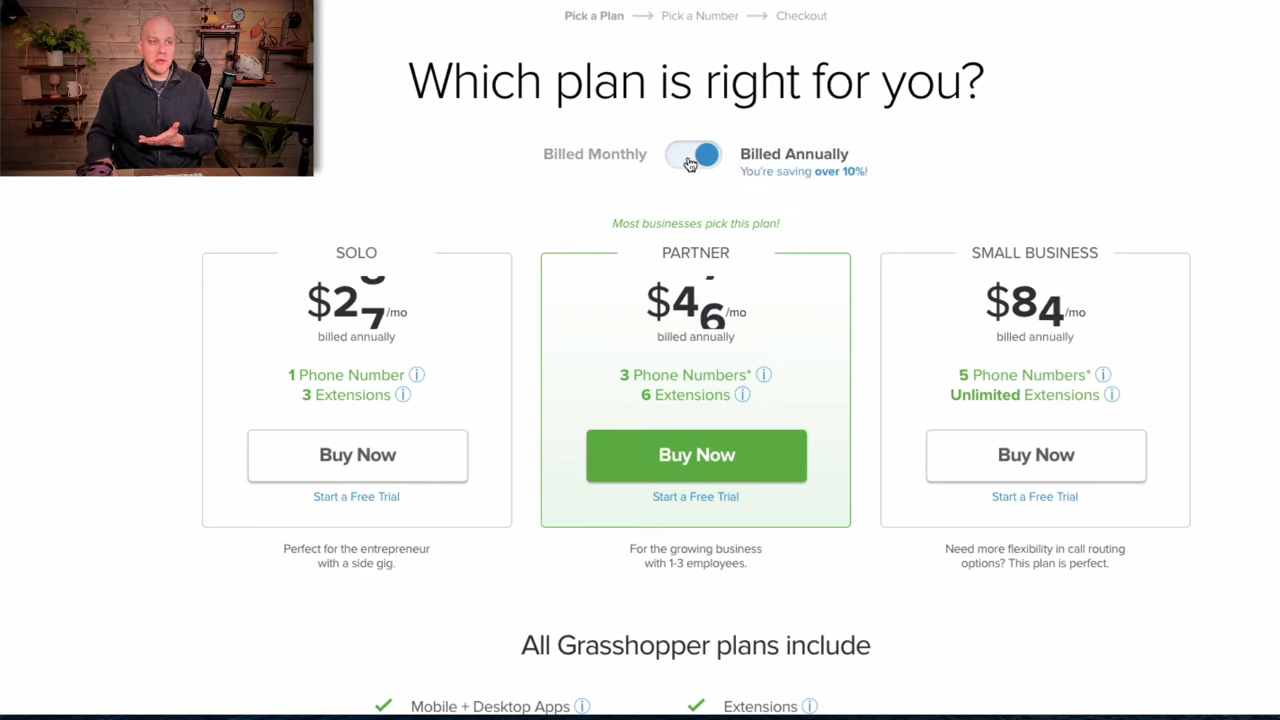 Pick a Plan → Pick a Number → Checkout
Which plan is right for you?
Billed Monthly
Billed Annually
You're saving over 10%!
Most businesses pick this plan!
SOLO
PARTNER
SMALL BUSINESS
$2 /mo
billed annually
1 Phone Number
3 Extensions
Buy Now
Start a Free Trial
Perfect for the entrepreneur
with a side gig.
$46/mo
billed annually
3 Phone Numbers*
6 Extensions
Buy Now
Start a Free Trial
For the growing business
with 1-3 employees.
$84/mo
billed annually
5 Phone Numbers*
Unlimited Extensions
Buy Now
Start a Free Trial
Need more flexibility in call routing
options? This plan is perfect.
All Grasshopper plans include
Mobile + Desktop Apps
Extensions